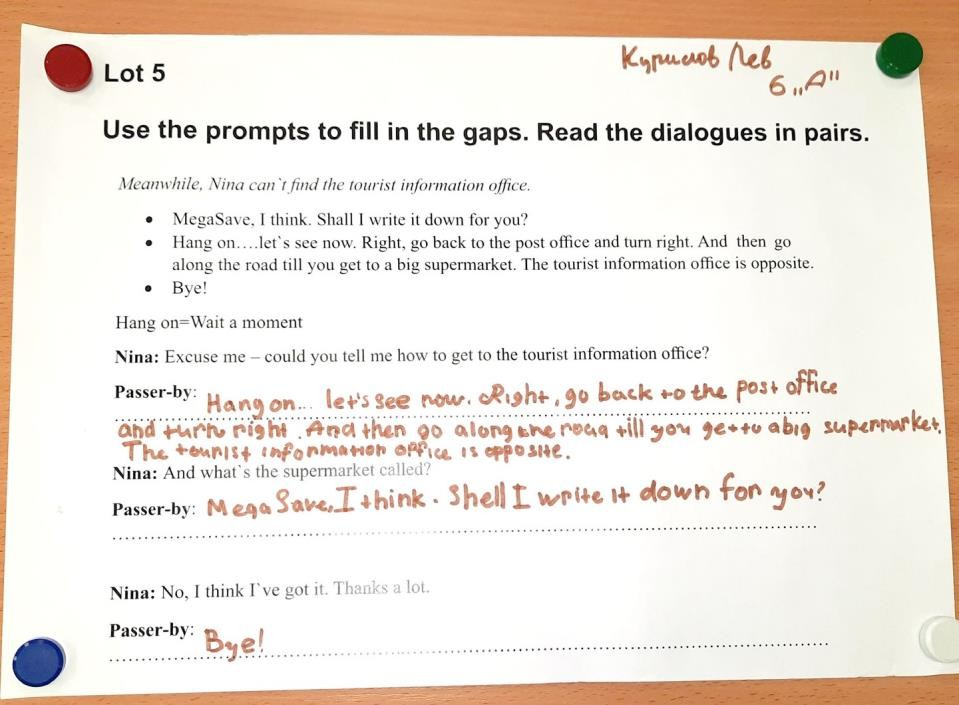 Lot 5
Курилов Лев
6 „А"
Use the prompts to fill in the gaps. Read the dialogues in pairs.
Meanwhile, Nina can`t find the tourist information office.
• MegaSave, I think. Shall I write it down for you?
• Hang on….let`s see now. Right, go back to the post office and turn right. And then go
along the road till you get to a big supermarket. The tourist information office is opposite.
• Bye!
Hang on=Wait a moment
Nina: Excuse me – could you tell me how to get to the tourist information office?
Passer-by: Hang on... let's see now. Right, go back to the post office
and turn right. And then go along the road till you get to a big supermarket.
The tourist information office is opposite.
Nina: And what`s the supermarket called?
Passer-by: Mega Save, I think. Shell I write it down for you?
Nina: No, I think I`ve got it. Thanks a lot.
Passer-by: Bye!